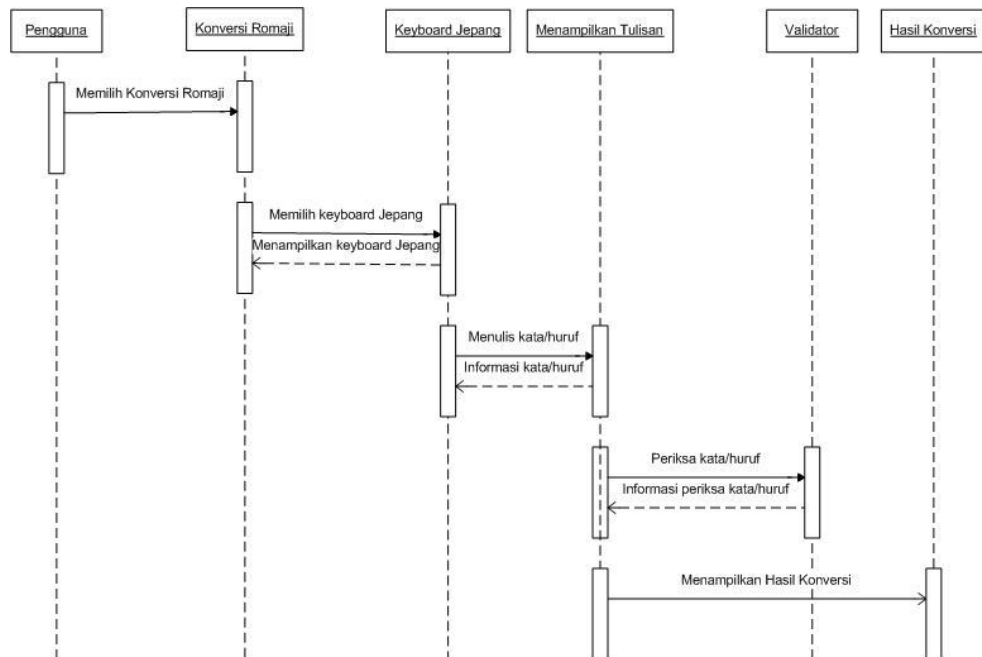 Pengguna
Konversi Romaji
Keyboard Jepang
Menampilkan Tulisan
Validator
Hasil Konversi
Memilih Konversi Romaji
Memilih keyboard Jepang
Menampilkan keyboard Jepang
Menulis kata/huruf
Informasi kata/huruf
Periksa kata/huruf
Informasi periksa kata/huruf
Menampilkan Hasil Konversi